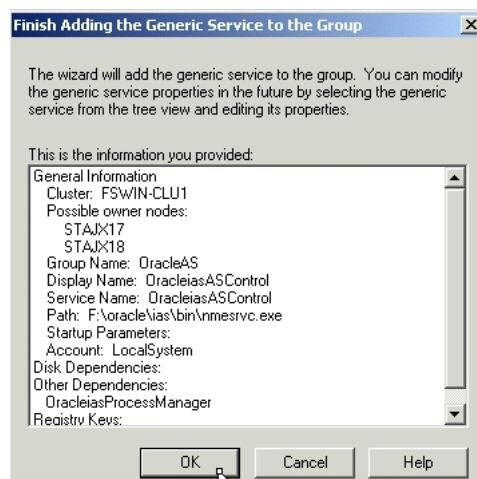 Finish Adding the Generic Service to the Group
The wizard will add the generic service to the group. You can modify
the generic service properties in the future by selecting the generic
service from the tree view and editing its properties.
This is the information you provided:
General Information
Cluster: FSWIN-CLU1
Possible owner nodes:
STAJX17
STAJX18
Group Name: OracleAS
Display Name: OracleiasASControl
Service Name: OracleiasASControl
Path: F:\oracle\ias\bin\nmesrvc.exe
Startup Parameters:
Account: LocalSystem
Disk Dependencies:
Other Dependencies:
OracleiasProcessManager
Registry Keys:
OK
Cancel
Help